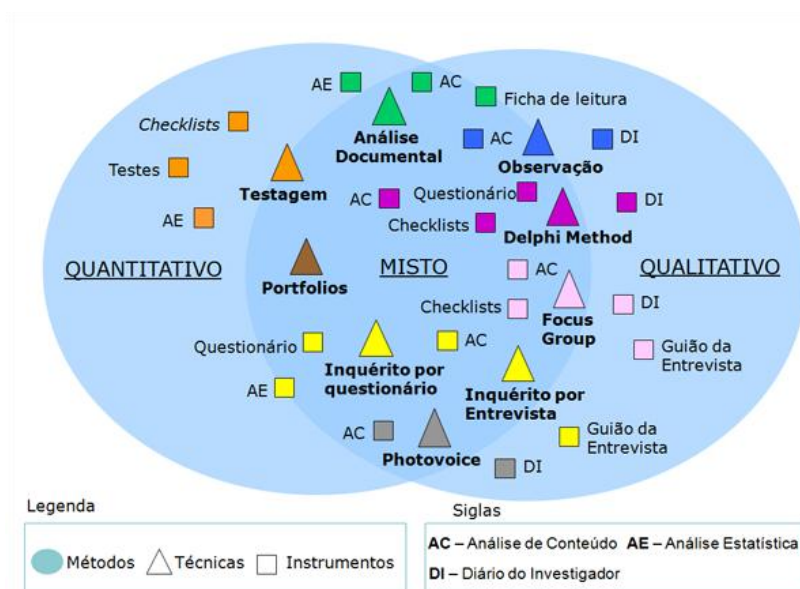 AE
AC
Ficha de leitura
Checklists
Análise
Documental
AC
DI
Observação
Testes
Testagem
AC
Questionário
DI
AE
Checklists
Delphi Method
QUANTITATIVO
MISTO
QUALITATIVO
Portfolios
AC
Checklists
Focus
Group
DI
Questionário
AC
Guião da
Entrevista
Inquérito por
questionário
AE
Inquérito por
Entrevista
AC
Photovoice
Guião da
Entrevista
DI
Legenda
Métodos Técnicas Instrumentos
Siglas
AC – Análise de Conteúdo AE – Análise Estatística
DI – Diário do Investigador